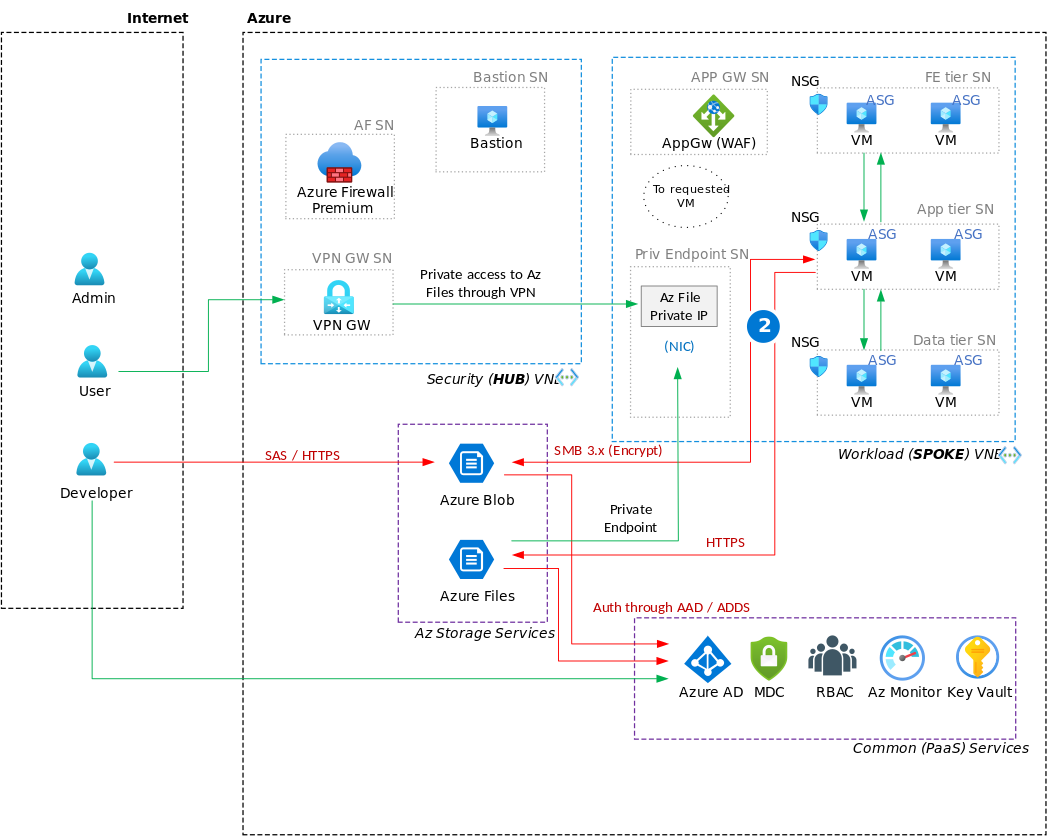 Internet
Azure
Bastion SN
Bastion
AF SN
Azure Firewall
Premium
VPN GW SN
VPN GW
Private access to Az
Files through VPN
Security (HUB) VNE
Admin
User
Developer
APP GW SN
AppGw (WAF)
To requested
VM
Priv Endpoint SN
Az File
Private IP
(NIC)
2
NSG
FE tier SN
ASG
ASG
VM
VM
NSG
App tier SN
ASG
ASG
VM
VM
NSG
Data tier SN
ASG
ASG
VM
VM
Workload (SPOKE) VNE
SAS / HTTPS
SMB 3.x (Encrypt)
Azure Blob
Private
Endpoint
HTTPS
Azure Files
Az Storage Services
Auth through AAD / ADDS
Azure AD
MDC
RBAC
Az Monitor
Key Vault
Common (PaaS) Services